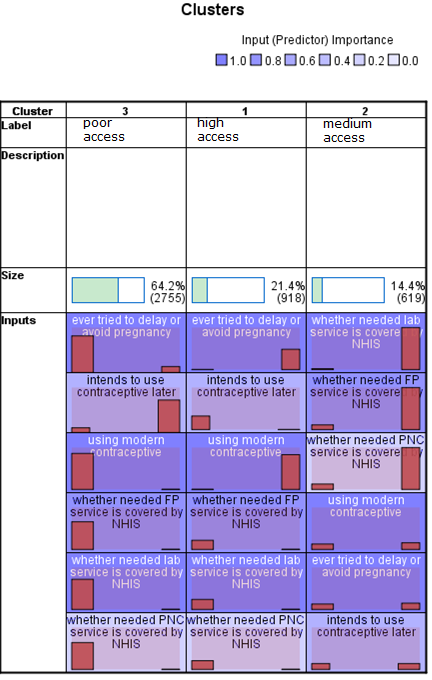 Clusters
Input (Predictor) Importance
1.0 0.8 0.6 0.4 0.2 0.0
Cluster 3 1 2
Label poor access high access medium access
Description
Size 64.2% (2755) 21.4% (918) 14.4% (619)
Inputs
ever tried to delay or avoid pregnancy ever tried to delay or avoid pregnancy whether needed lab service is covered by NHIS
intends to use contraceptive later intends to use contraceptive later whether needed FP service is covered by NHIS
using modern contraceptive using modern contraceptive whether needed PNC service is covered by NHIS
whether needed FP service is covered by NHIS whether needed FP service is covered by NHIS using modern contraceptive
whether needed lab service is covered by NHIS whether needed lab service is covered by NHIS ever tried to delay or avoid pregnancy
whether needed PNC service is covered by NHIS whether needed PNC service is covered by NHIS intends to use contraceptive later